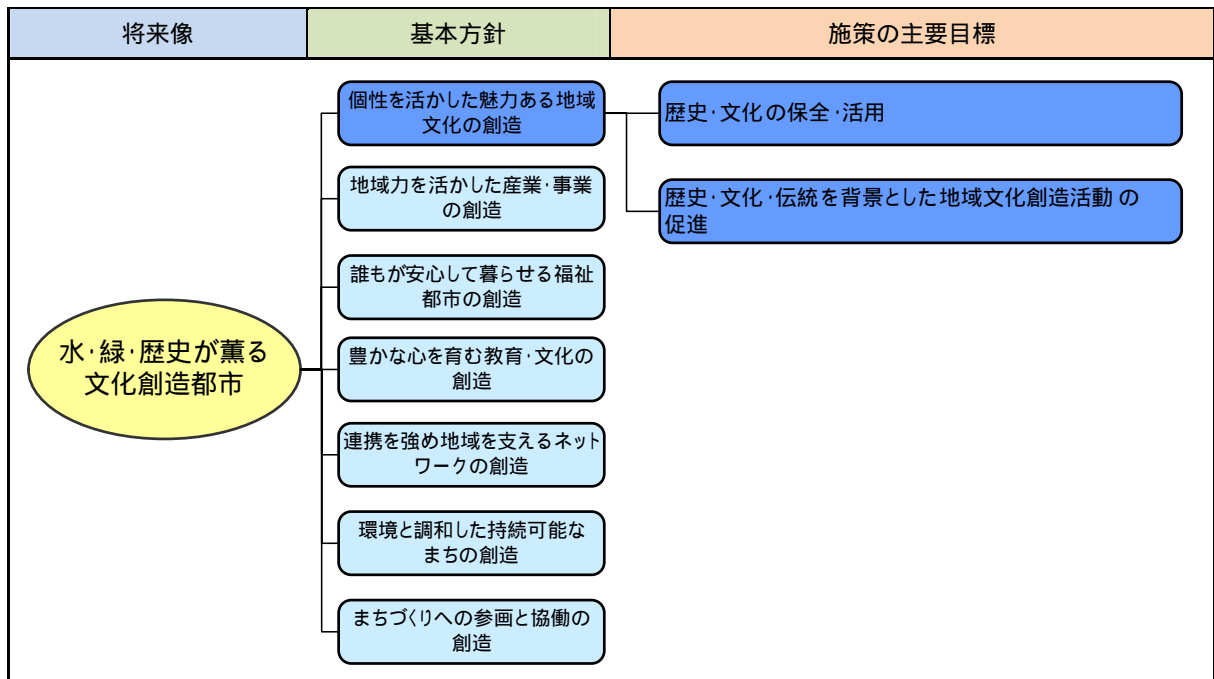 将来像
基本方針
施策の主要目標
水･緑･歴史が薫る
文化創造都市
個性を活かした魅力ある地域
文化の創造
地域力を活かした産業･事業
の創造
誰もが安心して暮らせる福祉
都市の創造
豊かな心を育む教育･文化の
創造
連携を強め地域を支えるネット
ワークの創造
環境と調和した持続可能な
まちの創造
まちづくりへの参画と協働の
創造
歴史･文化の保全･活用
歴史･文化･伝統を背景とした地域文化創造活動の
促進